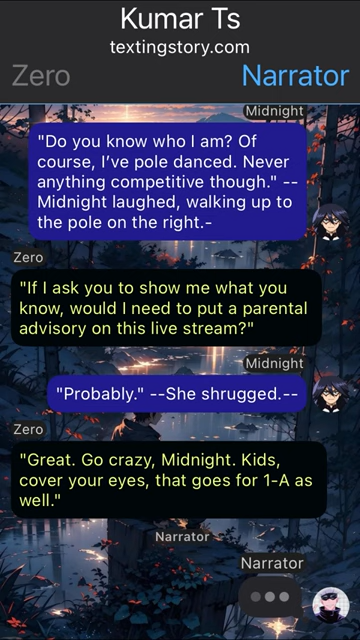 Kumar Ts
textingstory.com
Zero
Narrator
Midnight
"Do you know who I am? Of
course, I've pole danced. Never
anything competitive though." --
Midnight laughed, walking up to
the pole on the right.-
Zero
"If I ask you to show me what you
know, would I need to put a parental
advisory on this live stream?"
Midnight
"Probably." --She shrugged.--
Zero
"Great. Go crazy, Midnight. Kids,
cover your eyes, that goes for 1-A as
well."
Narrator
Narrator